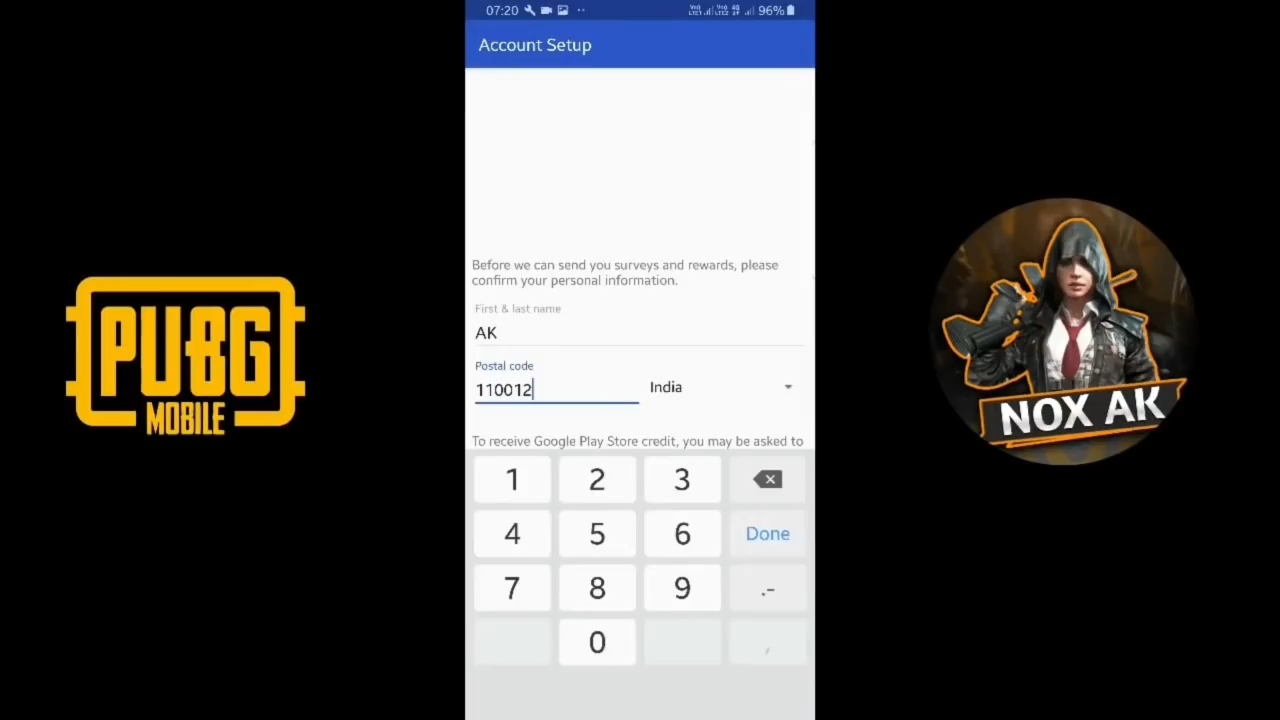 07:20
96%
Account Setup
Before we can send you surveys and rewards, please
confirm your personal information.
First & last name
AK
Postal code
110012
India
To receive Google Play Store credit, you may be asked to
1 2 3
4 5 6 Done
7 8 9 .-
0 ,
PUBG
MOBILE
NOX AK